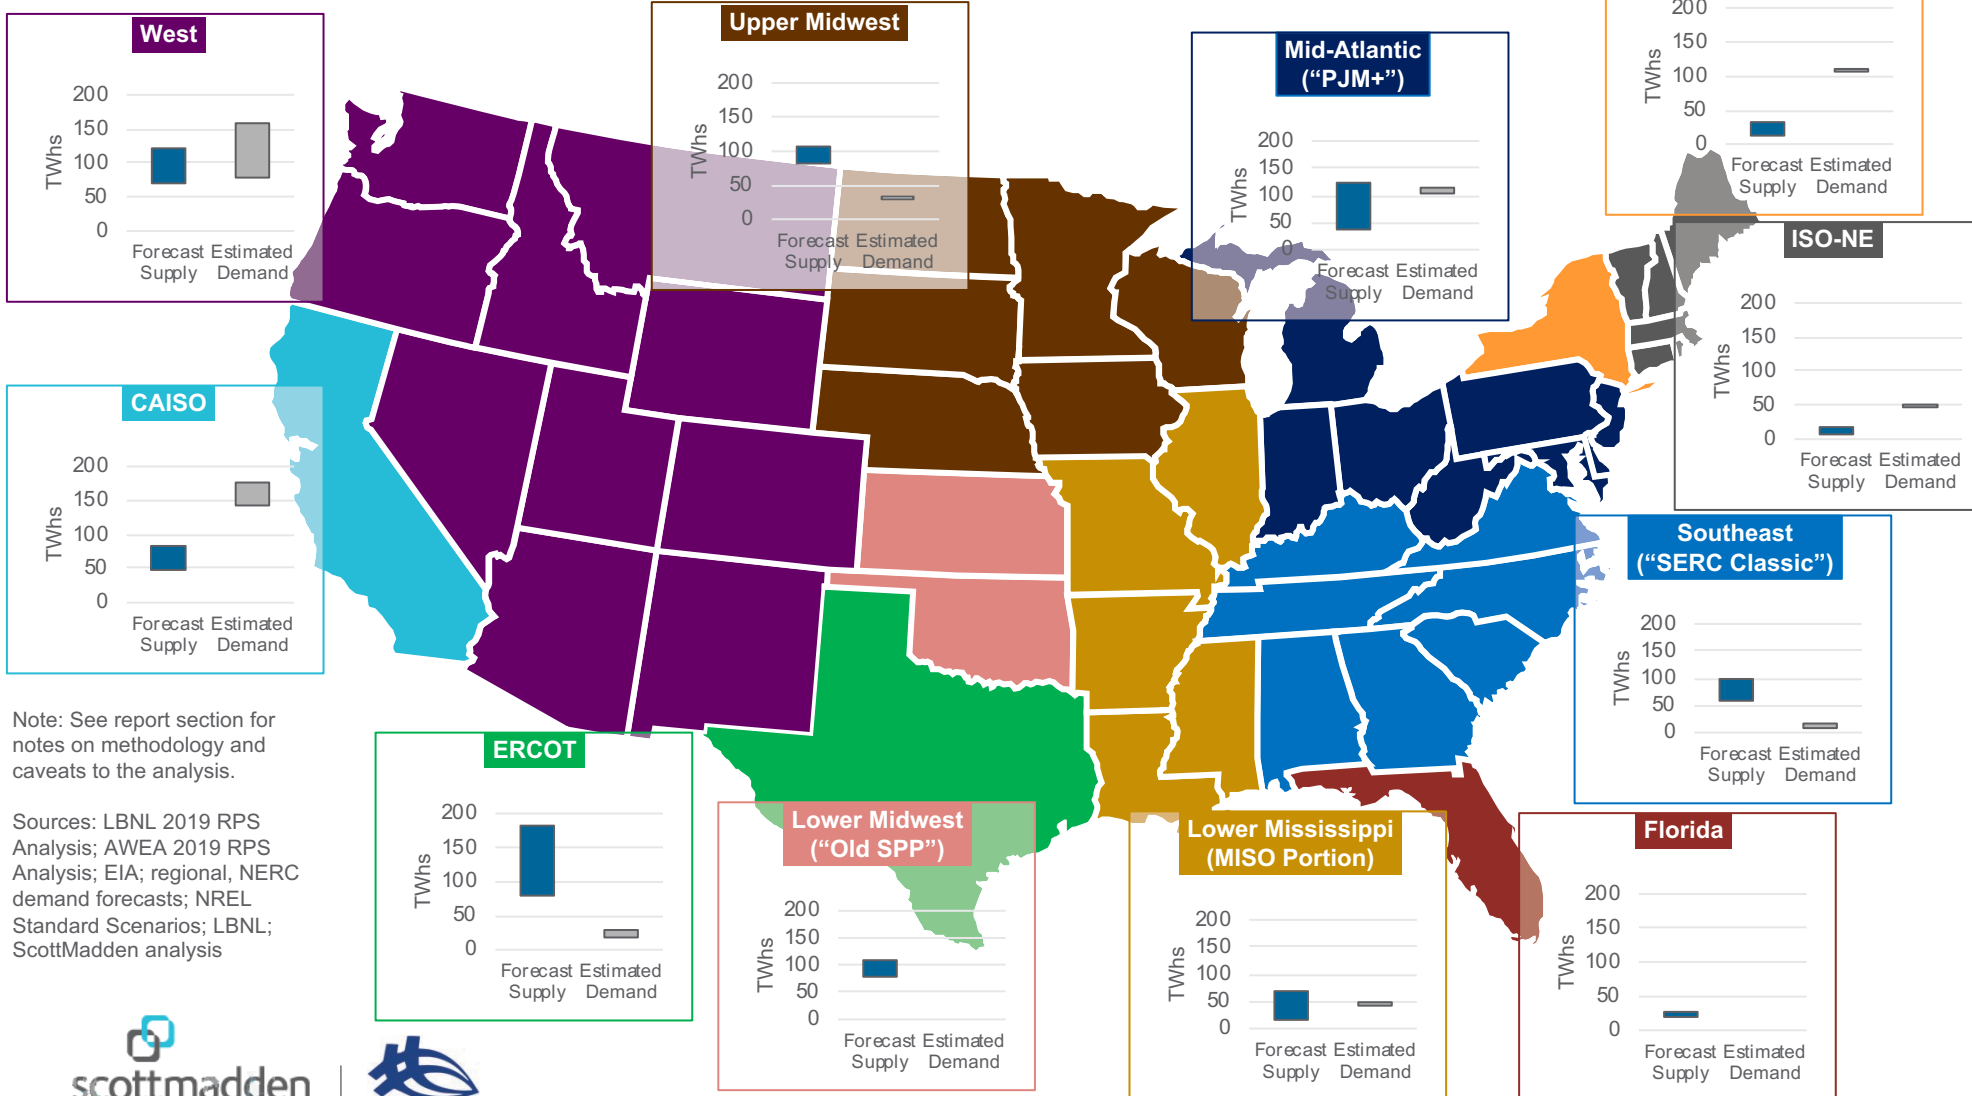 West
200
150
100
50
0
TWhs
Forecast Estimated
Supply Demand
Upper Midwest
200
150
100
50
0
TWhs
Forecast Estimated
Supply Demand
Mid-Atlantic
(“PJM+”)
200
150
100
50
0
TWhs
Forecast Estimated
Supply Demand
200
150
100
50
0
TWhs
Forecast Estimated
Supply Demand
ISO-NE
200
150
100
50
0
TWhs
Forecast Estimated
Supply Demand
CAISO
200
150
100
50
0
TWhs
Forecast Estimated
Supply Demand
Southeast
(“SERC Classic”)
200
150
100
50
0
TWhs
Forecast Estimated
Supply Demand
Note: See report section for
notes on methodology and
caveats to the analysis.
Sources: LBNL 2019 RPS
Analysis; AWEA 2019 RPS
Analysis; EIA; regional, NERC
demand forecasts; NREL
Standard Scenarios; LBNL;
ScottMadden analysis
ERCOT
200
150
100
50
0
TWhs
Forecast Estimated
Supply Demand
Lower Midwest
(“Old SPP”)
200
150
100
50
0
TWhs
Forecast Estimated
Supply Demand
Lower Mississippi
(MISO Portion)
200
150
100
50
0
TWhs
Forecast Estimated
Supply Demand
Florida
200
150
100
50
0
TWhs
Forecast Estimated
Supply Demand
scottmadden